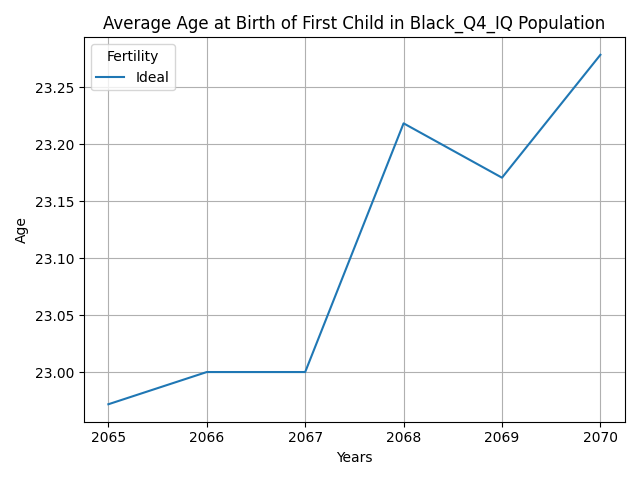 Average Age at Birth of First Child in Black_Q4_IQ Population
Fertility
Ideal
Age
23.25
23.20
23.15
23.10
23.05
23.00
2065 2066 2067 2068 2069 2070
Years